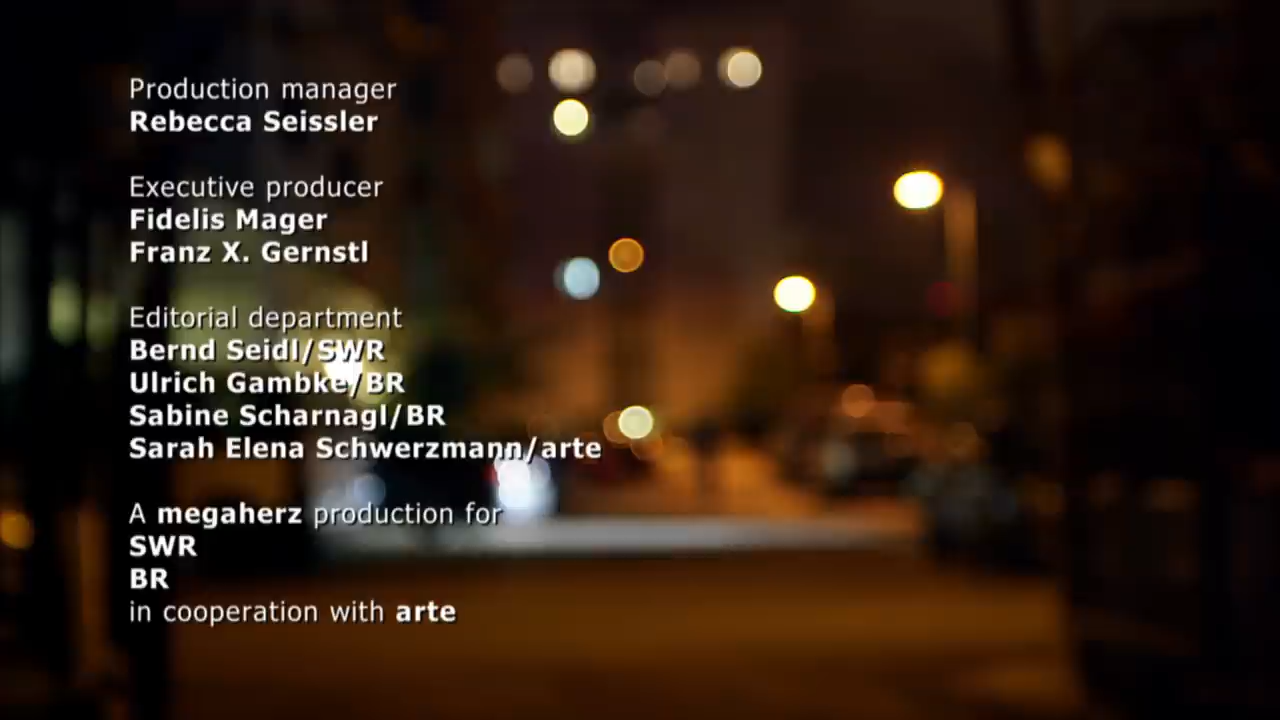 Production manager
Rebecca Seissler
Executive producer
Fidelis Mager
Franz X. Gernstl
Editorial department
Bernd Seidl/SWR
Ulrich Gambke/BR
Sabine Scharnagl/BR
Sarah Elena Schwerzmann/arte
A megaherz production for
SWR
BR
in cooperation with arte